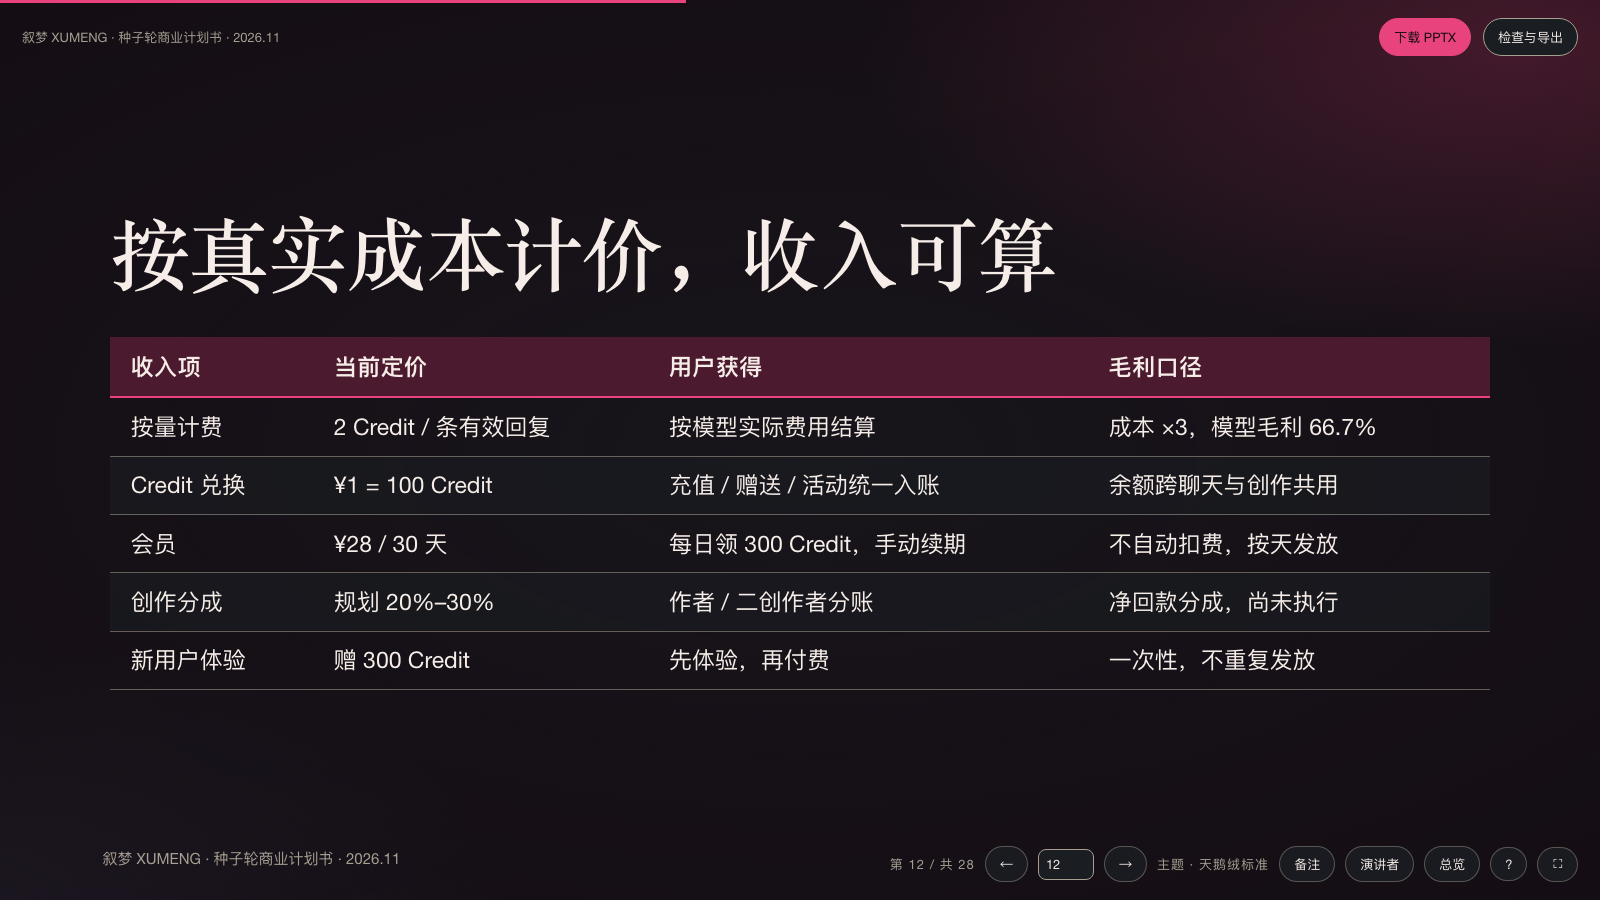 叙梦 XUMENG · 种子轮商业计划书 · 2026.11
下载 PPTX
检查与导出
按真实成本计价，收入可算
收入项 当前定价 用户获得 毛利口径
按量计费 2 Credit / 条有效回复 按模型实际费用结算 成本 ×3，模型毛利 66.7%
Credit 兑换 ¥1 = 100 Credit 充值 / 赠送 / 活动统一入账 余额跨聊天与创作共用
会员 ¥28 / 30 天 每日领 300 Credit，手动续期 不自动扣费，按天发放
创作分成 规划 20%–30% 作者 / 二创作者分账 净回款分成，尚未执行
新用户体验 赠 300 Credit 先体验，再付费 一次性，不重复发放
叙梦 XUMENG · 种子轮商业计划书 · 2026.11
第 12 / 共 28 ← 12 → 主题 · 天鹅绒标准 备注 演讲者 总览 ?